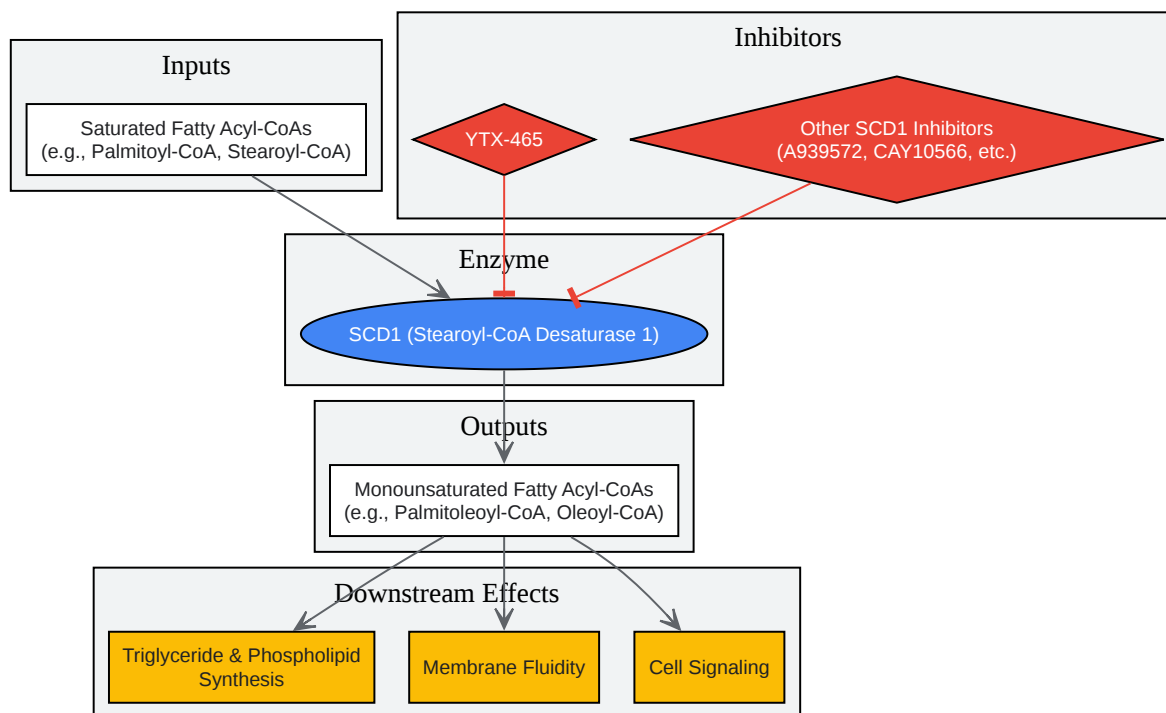 Inputs
Saturated Fatty Acyl-CoAs
(e.g., Palmitoyl-CoA, Stearoyl-CoA)
Inhibitors
YTX-465
Other SCD1 Inhibitors
(A939572, CAY10566, etc.)
Enzyme
SCD1 (Stearoyl-CoA Desaturase 1)
Outputs
Monounsaturated Fatty Acyl-CoAs
(e.g., Palmitoleoyl-CoA, Oleoyl-CoA)
Downstream Effects
Triglyceride & Phospholipid
Synthesis
Membrane Fluidity
Cell Signaling